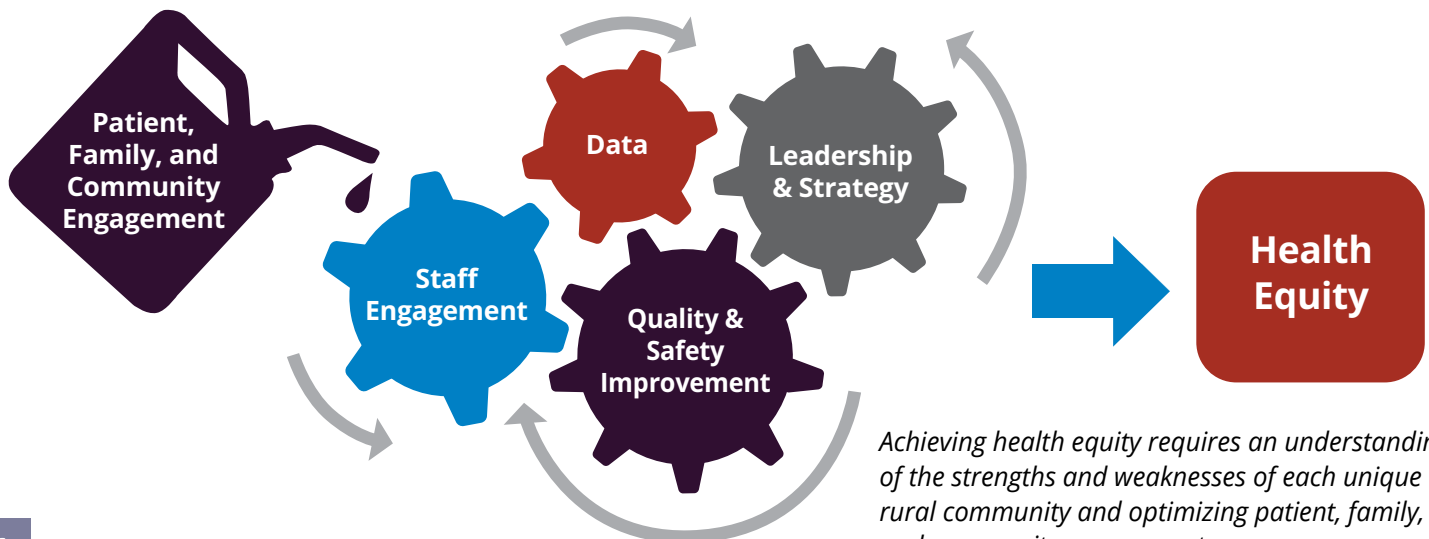 Patient,
Family, and
Community
Engagement
Data
Leadership
& Strategy
Staff
Engagement
Quality &
Safety
Improvement
Health
Equity
Achieving health equity requires an
of the strengths and weaknesses of each unique
rural community and optimizing patient, family,